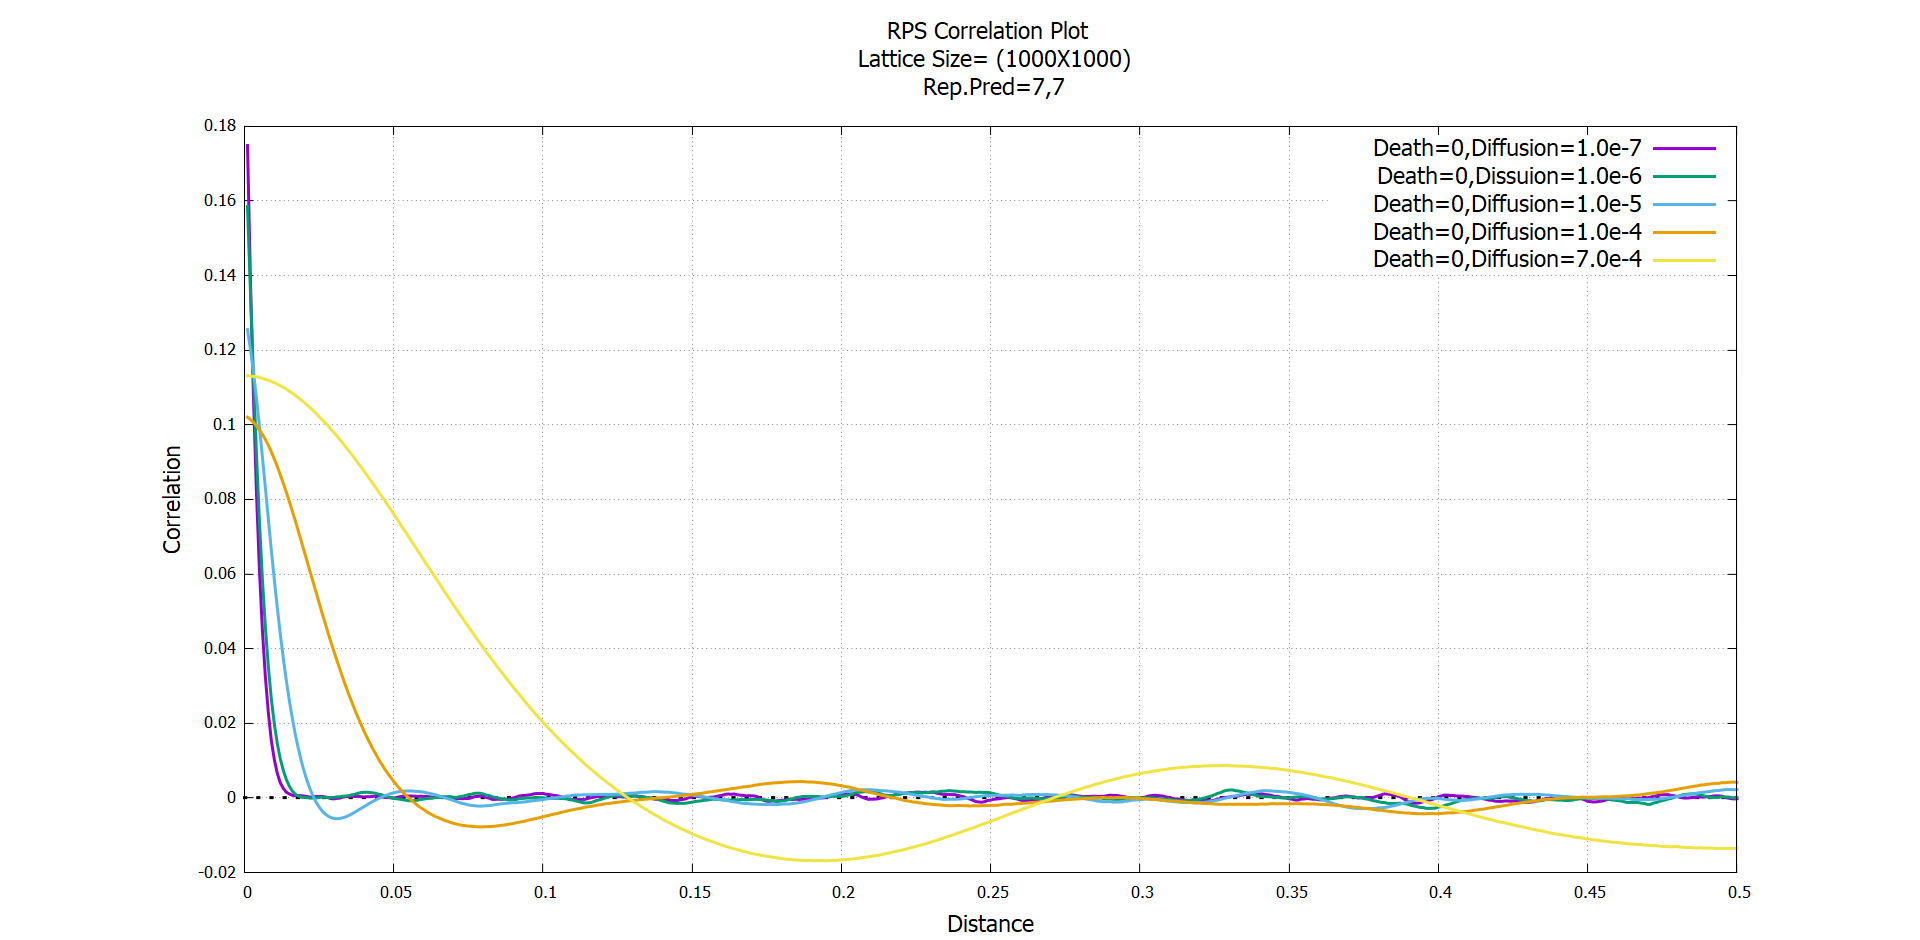 RPS Correlation Plot
Lattice Size= (1000X1000)
Rep.Pred=7,7
Death=0,Diffusion=1.0e-7
Death=0,Dissuion=1.0e-6
Death=0,Diffusion=1.0e-5
Death=0,Diffusion=1.0e-4
Death=0,Diffusion=7.0e-4
Correlation
0.18
0.16
0.14
0.12
0.1
0.08
0.06
0.04
0.02
0
-0.02
0 0.05 0.1 0.15 0.2 0.25 0.3 0.35 0.4 0.45 0.5
Distance